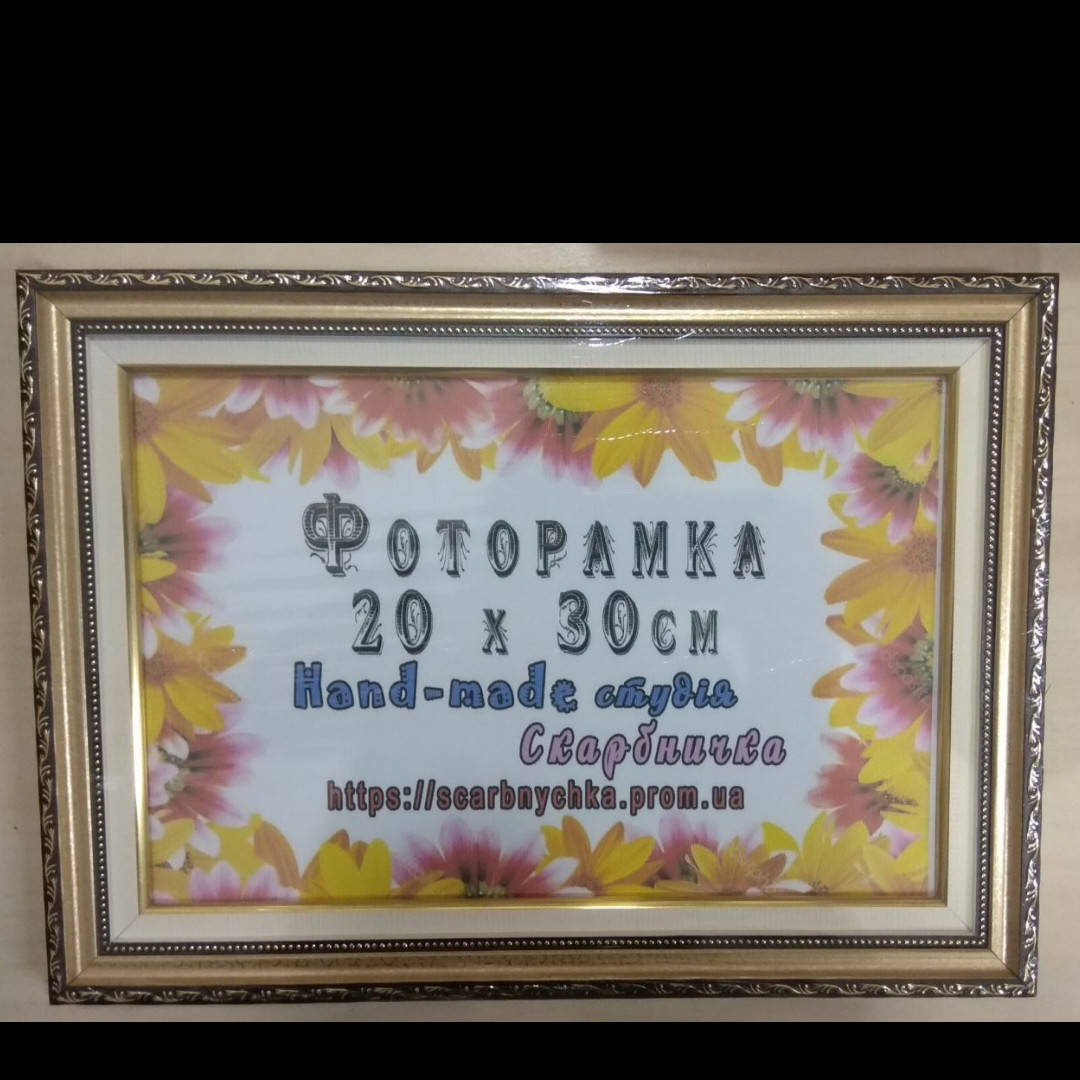 Фоторамка
20 х 30см
Hand-made студія
Скарбничка
https://scarbnychka.prom.ua